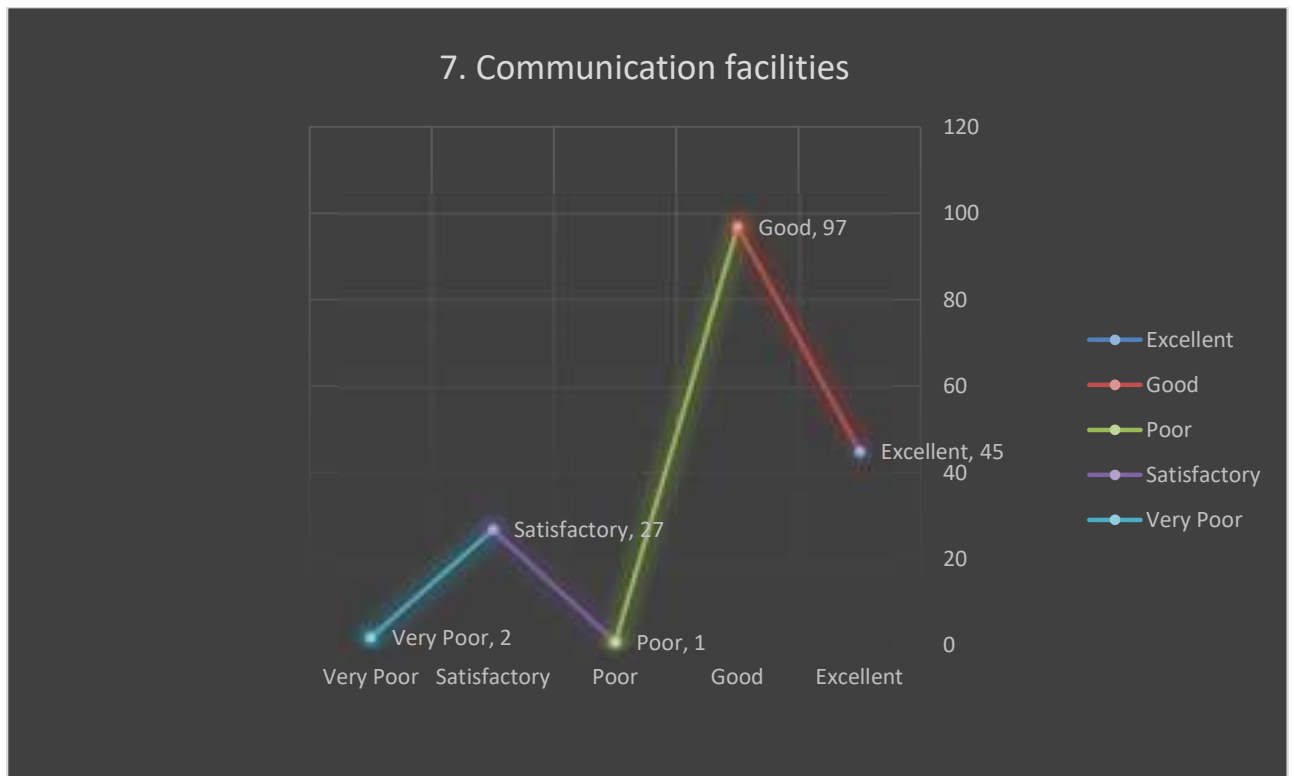 7. Communication facilities
120
100
80
60
40
20
0
Good, 97
Excellent, 45
Satisfactory, 27
Very Poor, 2
Poor, 1
Very Poor Satisfactory Poor Good Excellent
Excellent
Good
Poor
Satisfactory
Very Poor